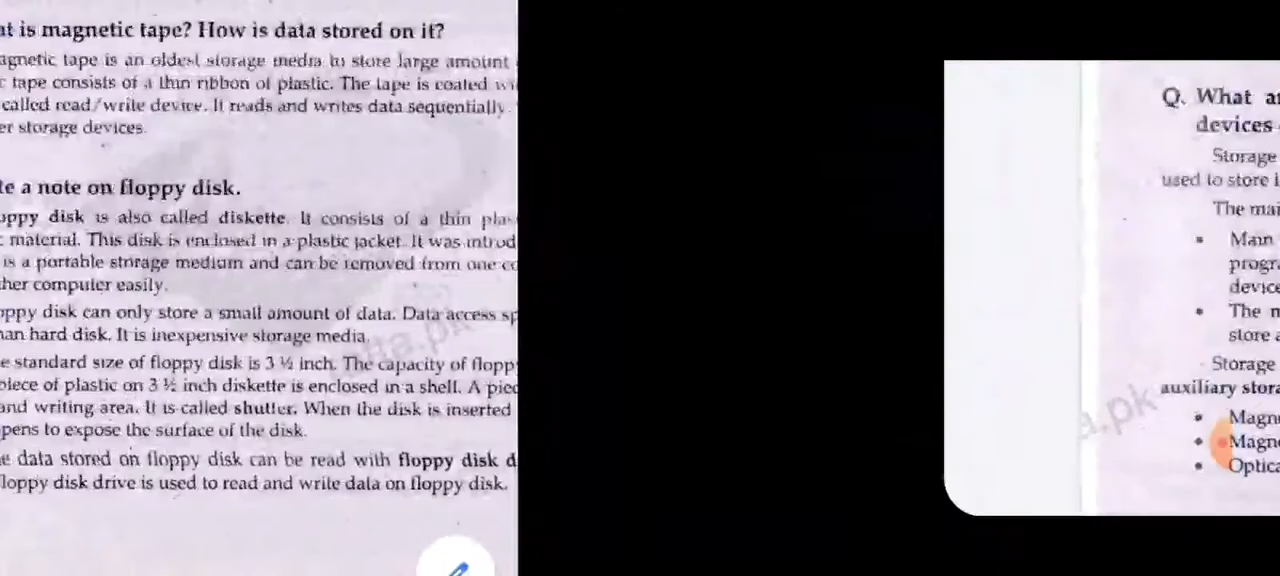 at is magnetic tape? How is data stored on it?
agnetic tape is an oldest storage media to store large amount
c tape consists of a thin ribbon of plastic. The tape is coated wi
called read/write device. It reads and writes data sequentially.
er storage devices.
te a note on floppy disk.
oppy disk is also called diskette. It consists of a thin plas
c material. This disk is enclosed in a plastic jacket. It was introd
is a portable storage medium and can be removed from one co
her computer easily.
oppy disk can only store a small amount of data. Data access sp
an hard disk. It is inexpensive storage media.
e standard size of floppy disk is 3 ½ inch. The capacity of flopp
piece of plastic on 3 ½ inch diskette is enclosed in a shell. A piec
and writing area. It is called shutter. When the disk is inserted
pens to expose the surface of the disk.
e data stored on floppy disk can be read with floppy disk d
loppy disk drive is used to read and write data on floppy disk.
Q. What a
devices
Storage
used to store i
The mai
• Main
progra
device
• The m
store a
Storage
auxiliary stora
• Magn
• Magne
• Optica
a.pk
ta.pk